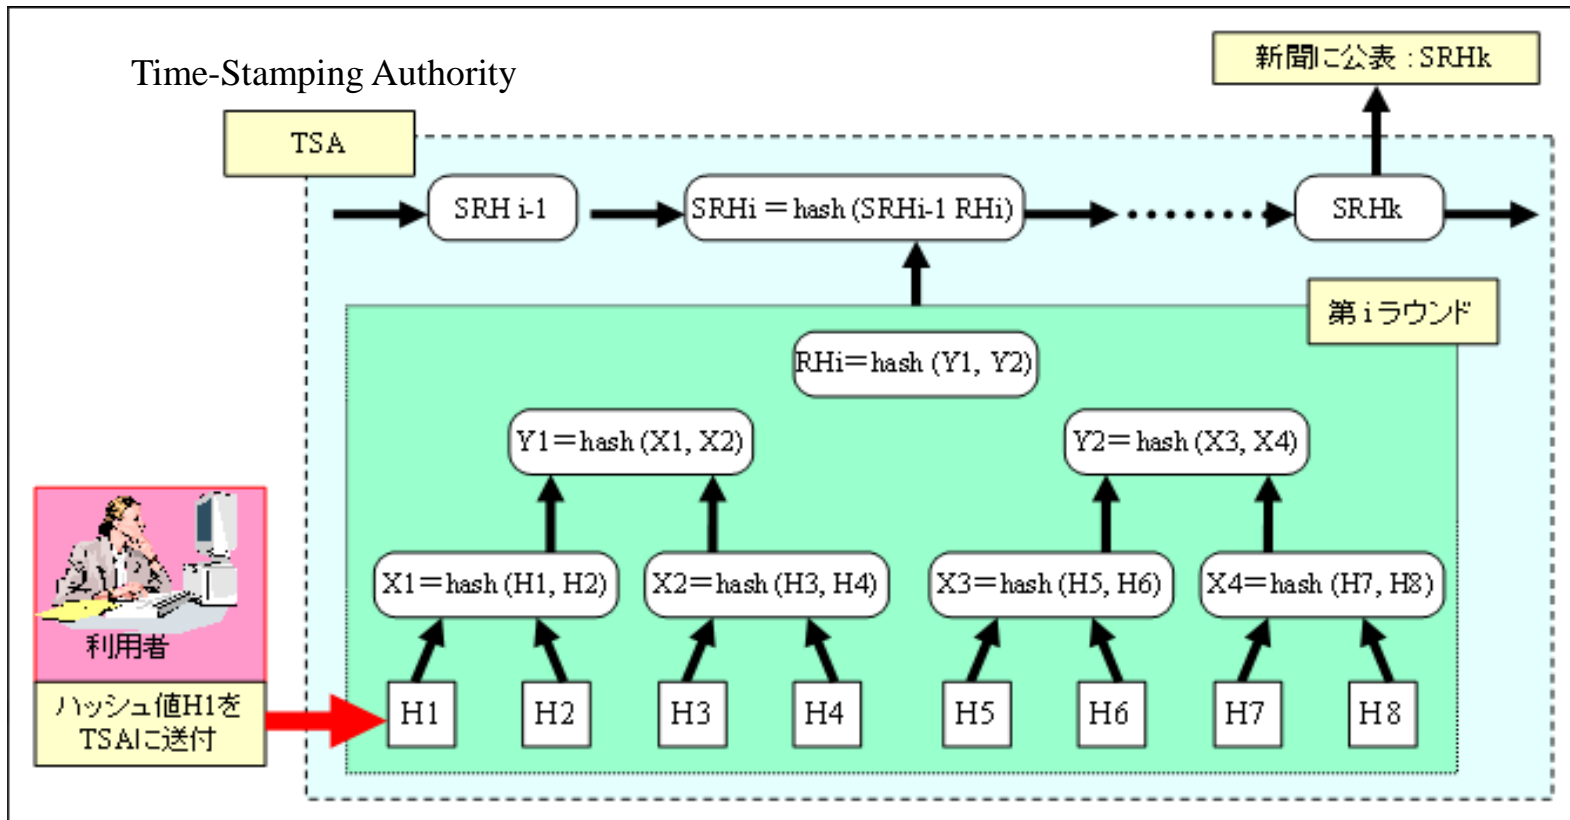 Time-Stamping Authority
新聞に公表：SRHk
TSA
SRH i-1
SRHi＝hash (SRHi-1 RHi)
SRHk
第 i ラウンド
RHi＝hash (Y1, Y2)
Y1＝hash (X1, X2)
Y2＝hash (X3, X4)
X1＝hash (H1, H2)
X2＝hash (H3, H4)
X3＝hash (H5, H6)
X4＝hash (H7, H8)
利用者
ハッシュ値H1を
TSAに送付
H1
H2
H3
H4
H5
H6
H7
H8